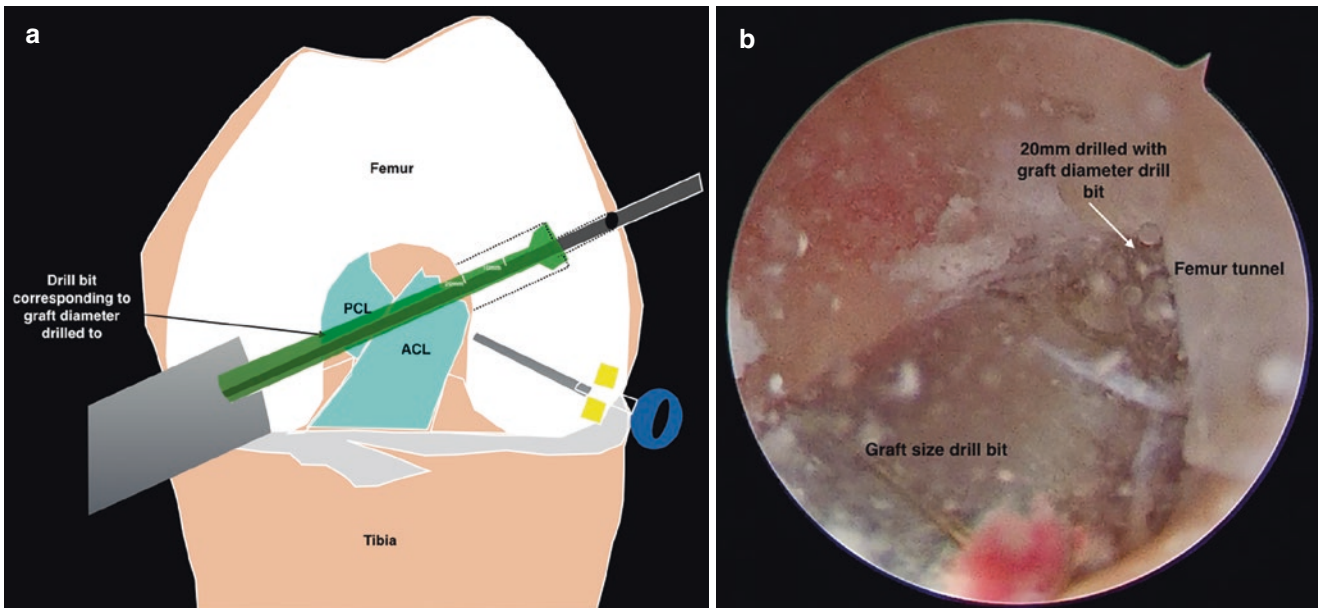 a
Femur
Drill bit
corresponding to
graft diameter
drilled to
PCL
ACL
Tibia
b
20mm drilled with
graft diameter drill
bit
Femur tunnel
Graft size drill bit